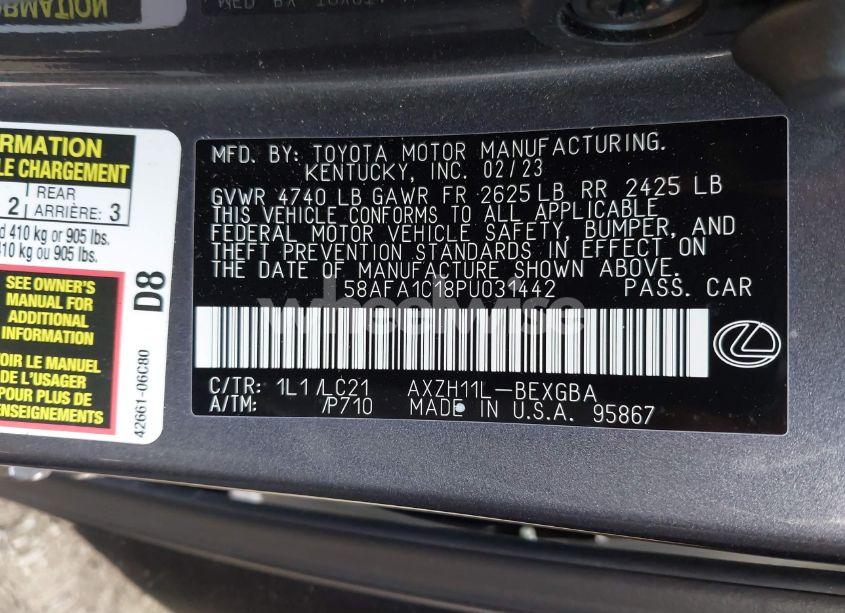 FORMATION
MFD. BY: TOYOTA MOTOR MANUFACTURING.
KENTUCKY, INC. 02/23
GVWR 4740 LB GAWR FR 2625 LB RR 2425 LB
THIS VEHICLE CONFORMS TO ALL APPLICABLE
FEDERAL MOTOR VEHICLE SAFETY, BUMPER, AND
THEFT PREVENTION STANDARDS IN EFFECT ON
THE DATE OF MANUFACTURE SHOWN ABOVE.
58AFA1C18PU031442 PASS. CAR
wheelwise
C/TR: 1L1 /LC21 AXZH11L-BEXGBA
A/TM: /P710 MADE IN U.S.A. 95867
RMATION
LE CHARGEMENT
2 REAR
ARRIÈRE: 3
d 410 kg or 905 lbs.
410 kg ou 905 lbs.
SEE OWNER'S
MANUAL FOR
ADDITIONAL
INFORMATION
VOIR LE MANUEL
DE L'USAGER
POUR PLUS DE
RENSEIGNEMENTS
D8
42661-06C80